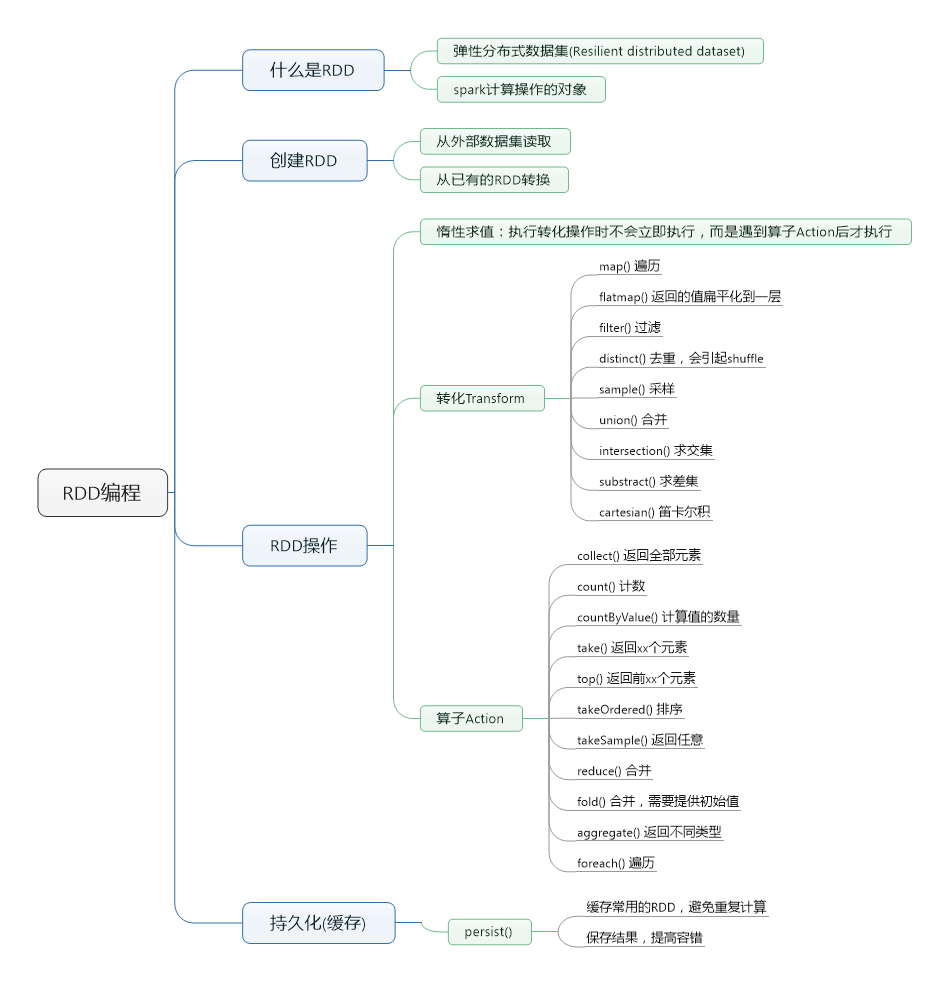 RDD编程
什么是RDD
弹性分布式数据集(Resilient distributed dataset)
spark计算操作的对象
创建RDD
从外部数据集读取
从已有的RDD转换
RDD操作
惰性求值：执行转化操作时不会立即执行，而是遇到算子Action后才执行
转化Transform
map() 遍历
flatmap() 返回的值扁平化到一层
filter() 过滤
distinct() 去重，会引起shuffle
sample() 采样
union() 合并
intersection() 求交集
substract() 求差集
cartesian() 笛卡尔积
算子Action
collect() 返回全部元素
count() 计数
countByValue() 计算值的数量
take() 返回xx个元素
top() 返回前xx个元素
takeOrdered() 排序
takeSample() 返回任意
reduce() 合并
fold() 合并，需要提供初始值
aggregate() 返回不同类型
foreach() 遍历
持久化(缓存)
persist()
缓存常用的RDD，避免重复计算
保存结果，提高容错